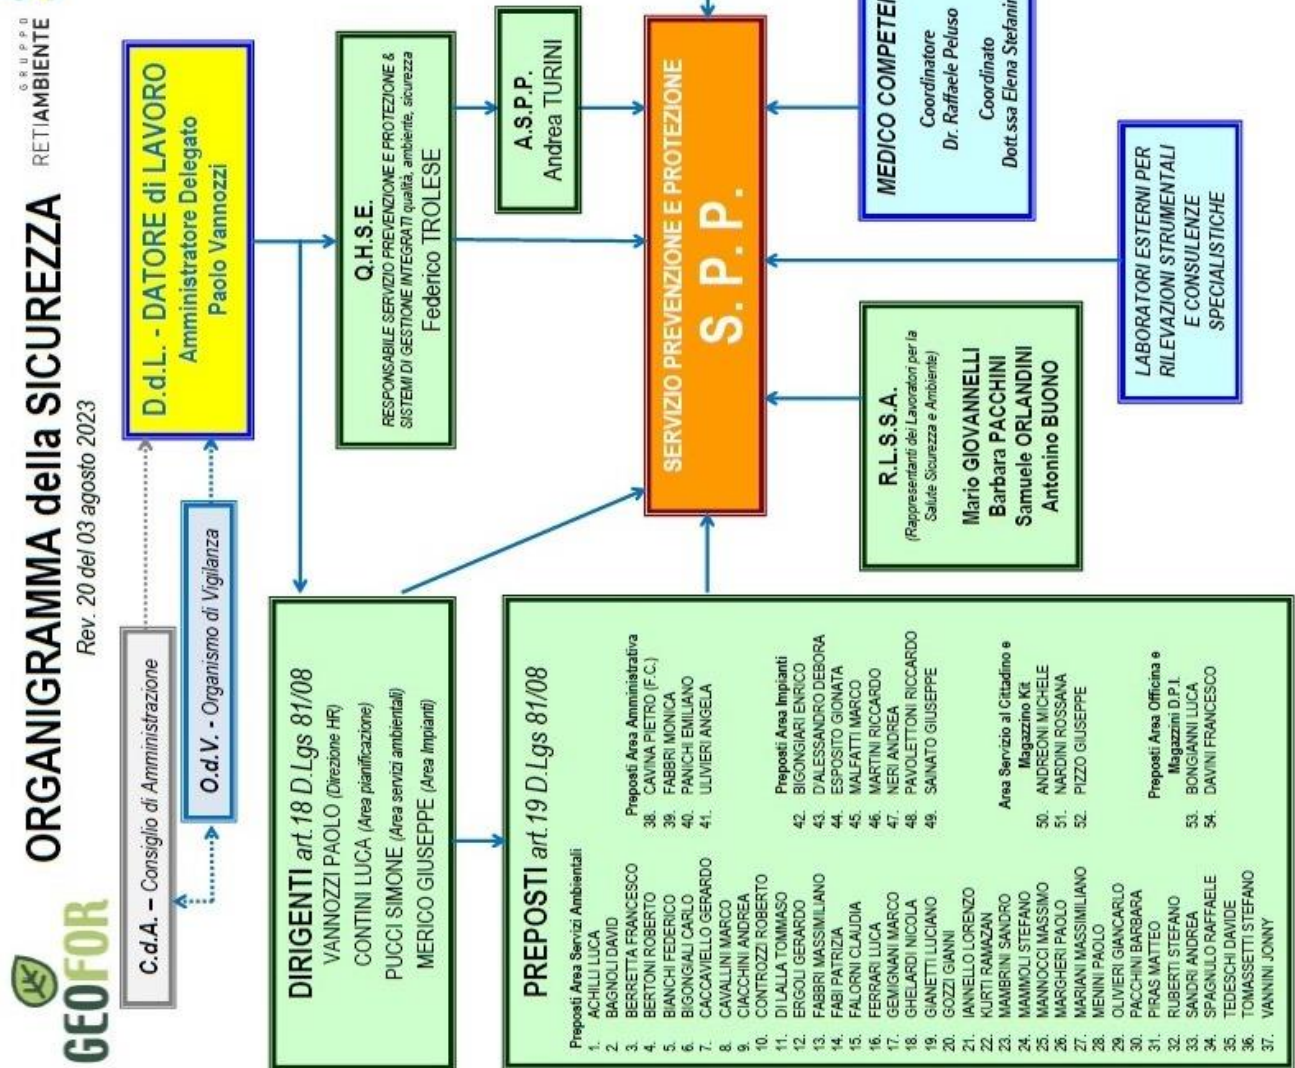 GEOFOR
ORGANIGRAMMA della SICUREZZA
Rev. 20 del 03 agosto 2023
GRUPPO
RETIAMBIENTE
C.d.A. – Consiglio di Amministrazione
O.d.V. - Organismo di Vigilanza
D.d.L. - DATORE di LAVORO
Amministratore Delegato
Paolo Vannozzi
DIRIGENTI art.18 D.Lgs 81/08
VANNOZZI PAOLO (Direzione HR)
CONTINI LUCA (Area pianificazione)
PUCCI SIMONE (Area servizi ambientali)
MERICO GIUSEPPE (Area Impianti)
Q.H.S.E.
RESPONSABILE SERVIZIO PREVENZIONE E PROTEZIONE &
SISTEMI DI GESTIONE INTEGRATI qualità, ambiente, sicurezza
Federico TROLESE
A.S.P.P.
Andrea TURINI
PREPOSTI art.19 D.Lgs 81/08
Preposti Area Servizi Ambientali
1. ACHILLI LUCA
2. BAGNOLI DAVID
3. BERRETTA FRANCESCO
4. BERTONI ROBERTO
5. BIANCHI FEDERICO
6. BIGONGIALI CARLO
7. CACCAVIELLO GERARDO
8. CAVALLINI MARCO
9. CIACCHINI ANDREA
10. CONTROZZI ROBERTO
11. DI LALLA TOMMASO
12. ERGOLI GERARDO
13. FABBRI MASSIMILIANO
14. FABI PATRIZIA
15. FALORNI CLAUDIA
16. FERRARI LUCA
17. GEMIGNANI MARCO
18. GHELARDI NICOLA
19. GIANETTI LUCIANO
20. GOZZI GIANNI
21. IANNELLO LORENZO
22. KURTI RAMAZAN
23. MAMBRINI SANDRO
24. MAMMOLI STEFANO
25. MANNOCCI MASSIMO
26. MARGHERI PAOLO
27. MARIANI MASSIMILIANO
28. MENINI PAOLO
29. OLIVIERI GIANCARLO
30. PACCHINI BARBARA
31. PIRAS MATTEO
32. RUBERTI STEFANO
33. SANDRI ANDREA
34. SPAGNULO RAFFAELE
35. TEDESCHI DAVIDE
36. TOMASSETTI STEFANO
37. VANNINI JONNY
Preposti Area Amministrativa
38. CAVINA PIETRO (F.C.)
39. FABBRI MONICA
40. PANICHI EMILIANO
41. ULIVIERI ANGELA
Preposti Area Impianti
42. BIGONGIARI ENRICO
43. D'ALESSANDRO DEBORA
44. ESPOSITO GIONATA
45. MALFATTI MARCO
46. MARTINI RICCARDO
47. NERI ANDREA
48. PAVOLETTONI RICCARDO
49. SAINATO GIUSEPPE
Area Servizio al Cittadino e
Magazzino Kit
50. ANDREONI MICHELE
51. NARDINI ROSSANA
52. PIZZO GIUSEPPE
Preposti Area Officina e
Magazzini D.P.I.
53. BONGIANNI LUCA
54. DAVINI FRANCESCO
SERVIZIO PREVENZIONE E PROTEZIONE
S. P. P.
R.L.S.S.A.
(Rappresentanti dei Lavoratori per la
Salute Sicurezza e Ambiente)
Mario GIOVANNELLI
Barbara PACCHINI
Samuele ORLANDINI
Antonino BUONO
MEDICO COMPETE
Coordinatore
Dr. Raffaele Peluso
Coordinato
Dott.ssa Elena Stefanin
LABORATORI ESTERNI PER
RILEVAZIONI STRUMENTALI
E CONSULENZE
SPECIALISTICHE